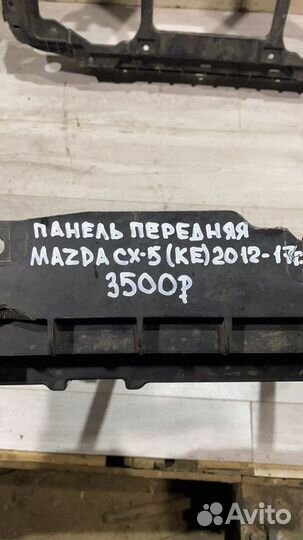 ПАНЕЛЬ ПЕРЕДНЯЯ
MAZDA CX-5 (KE) 2012-17г
3500₽
Avito